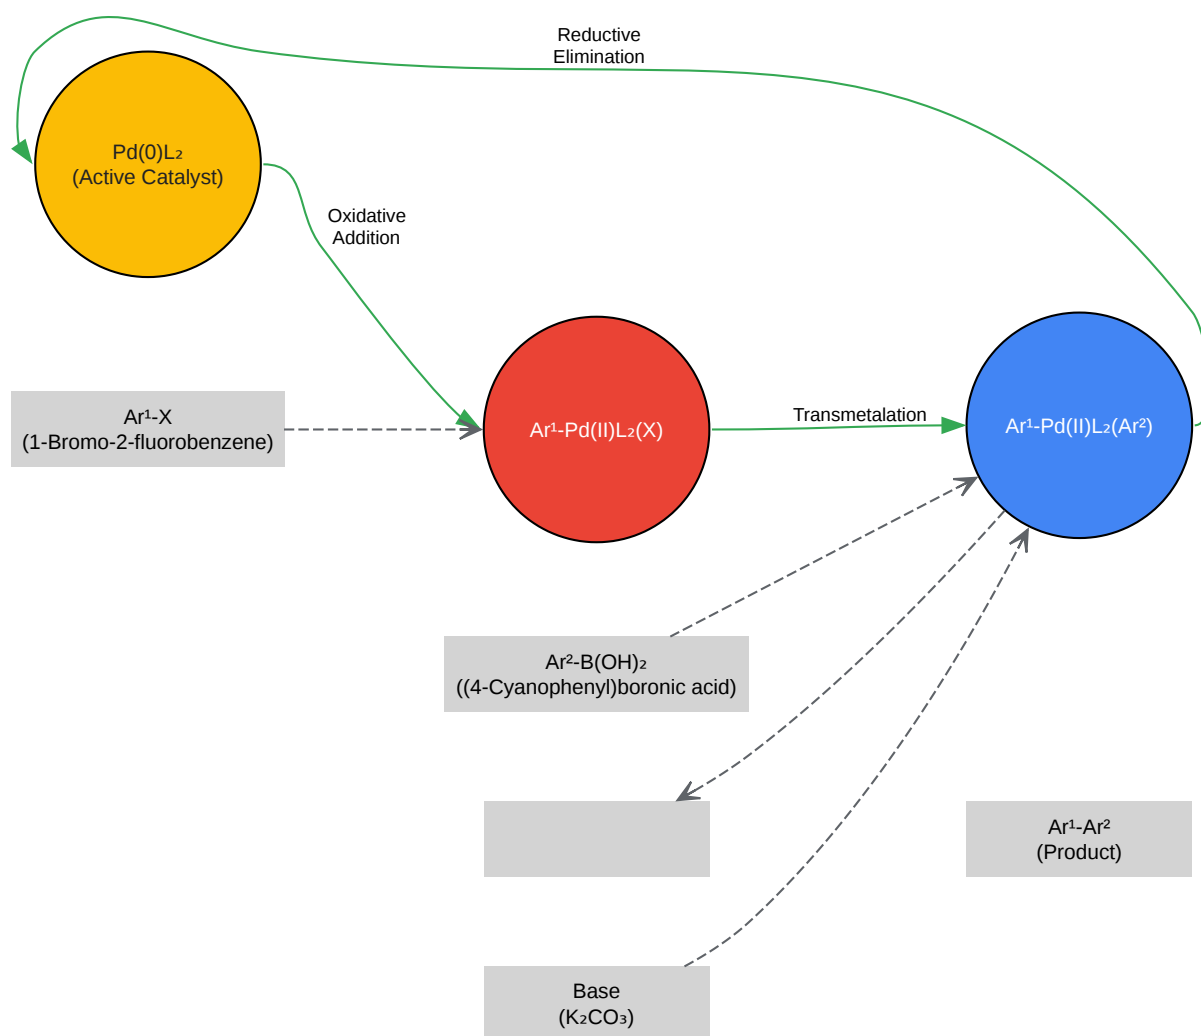 Reductive
Elimination
Pd(0)L₂
(Active Catalyst)
Oxidative
Addition
Ar¹-X
(1-Bromo-2-fluorobenzene)
Ar¹-Pd(II)L₂(X)
Transmetalation
Ar¹-Pd(II)L₂(Ar²)
Ar²-B(OH)₂
((4-Cyanophenyl)boronic acid)
Ar¹-Ar²
(Product)
Base
(K₂CO₃)